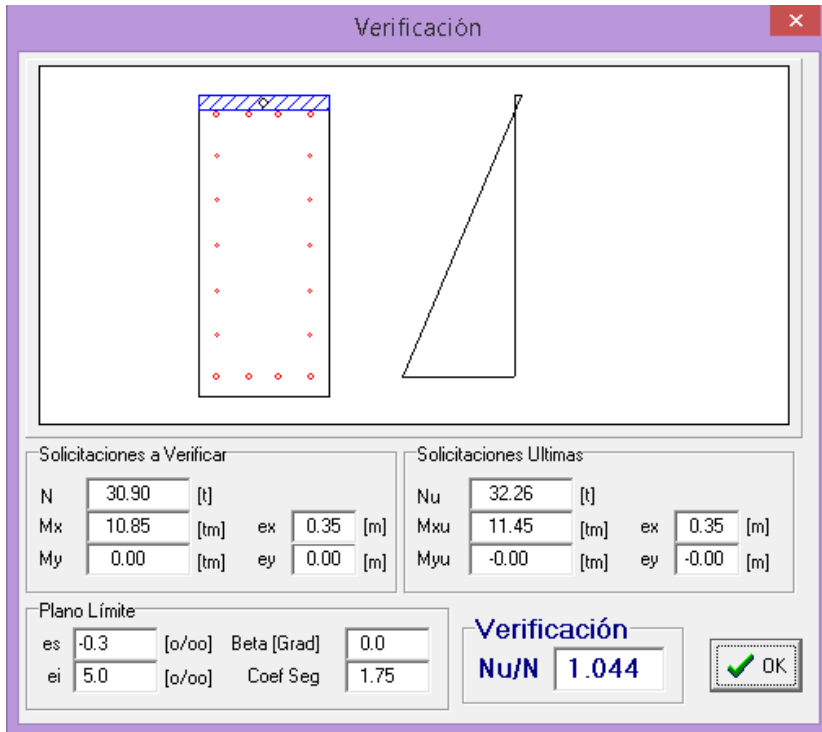 Verificación
Solicitaciones a Verificar
N 30.90 [t]
Mx 10.85 [tm] ex 0.35 [m]
My 0.00 [tm] ey 0.00 [m]
Solicitaciones Ultimas
Nu 32.26 [t]
Mxu 11.45 [tm] ex 0.35 [m]
Myu -0.00 [tm] ey -0.00 [m]
Plano Límite
es -0.3 [o/oo] Beta [Grad] 0.0
ei 5.0 [o/oo] Coef Seg 1.75
Verificación
Nu/N 1.044
OK